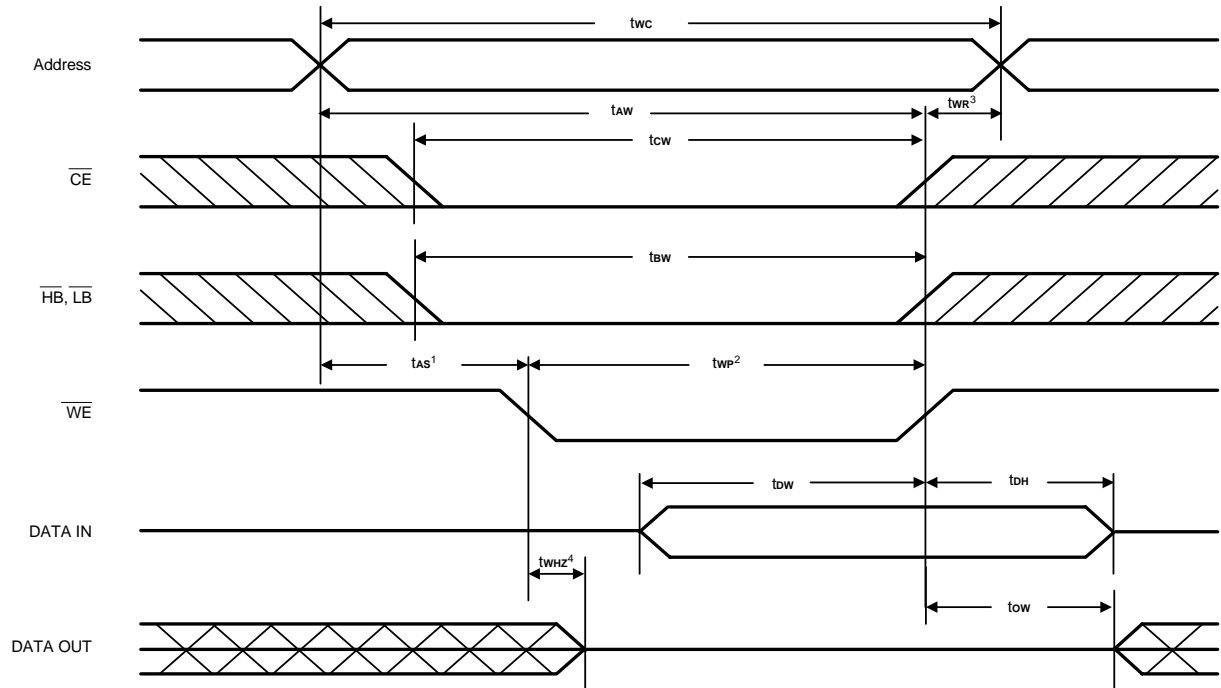 tWC
Address
tAW
tWR³
tCW
CE
tBW
HB, LB
tAS¹
tWP²
WE
tDW
tDH
DATA IN
tWHZ⁴
tOW
DATA OUT